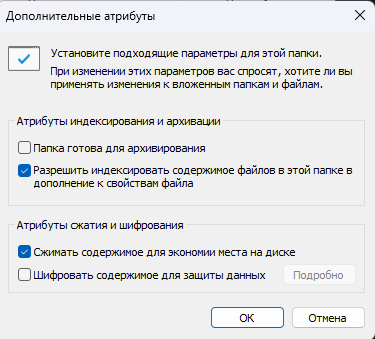 Дополнительные атрибуты
Установите подходящие параметры для этой папки.
При изменении этих параметров вас спросят, хотите ли вы
применять изменения к вложенным папкам и файлам.
Атрибуты индексирования и архивации
Папка готова для архивирования
Разрешить индексировать содержимое файлов в этой папке в
дополнение к свойствам файла
Атрибуты сжатия и шифрования
Сжимать содержимое для экономии места на диске
Шифровать содержимое для защиты данных
Подробно
ОК
Отмена